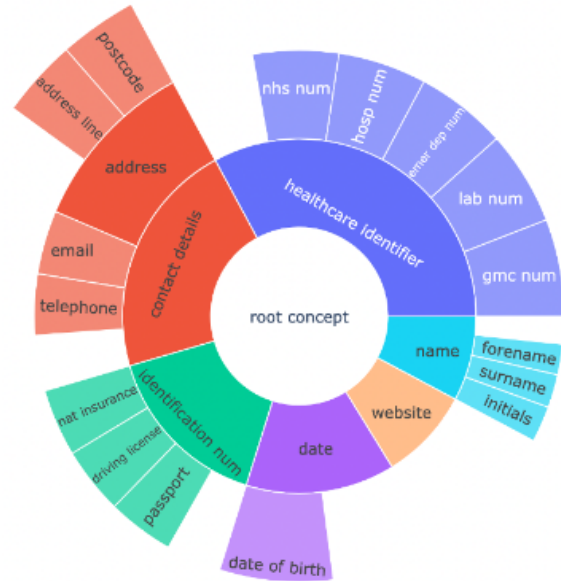 root concept
healthcare identifier
nhs num
hosp num
emer dep num
lab num
gmc num
name
forename
surname
initials
website
date
date of birth
identification num
passport
driving license
nat insurance
contact details
telephone
email
address
address line
postcode